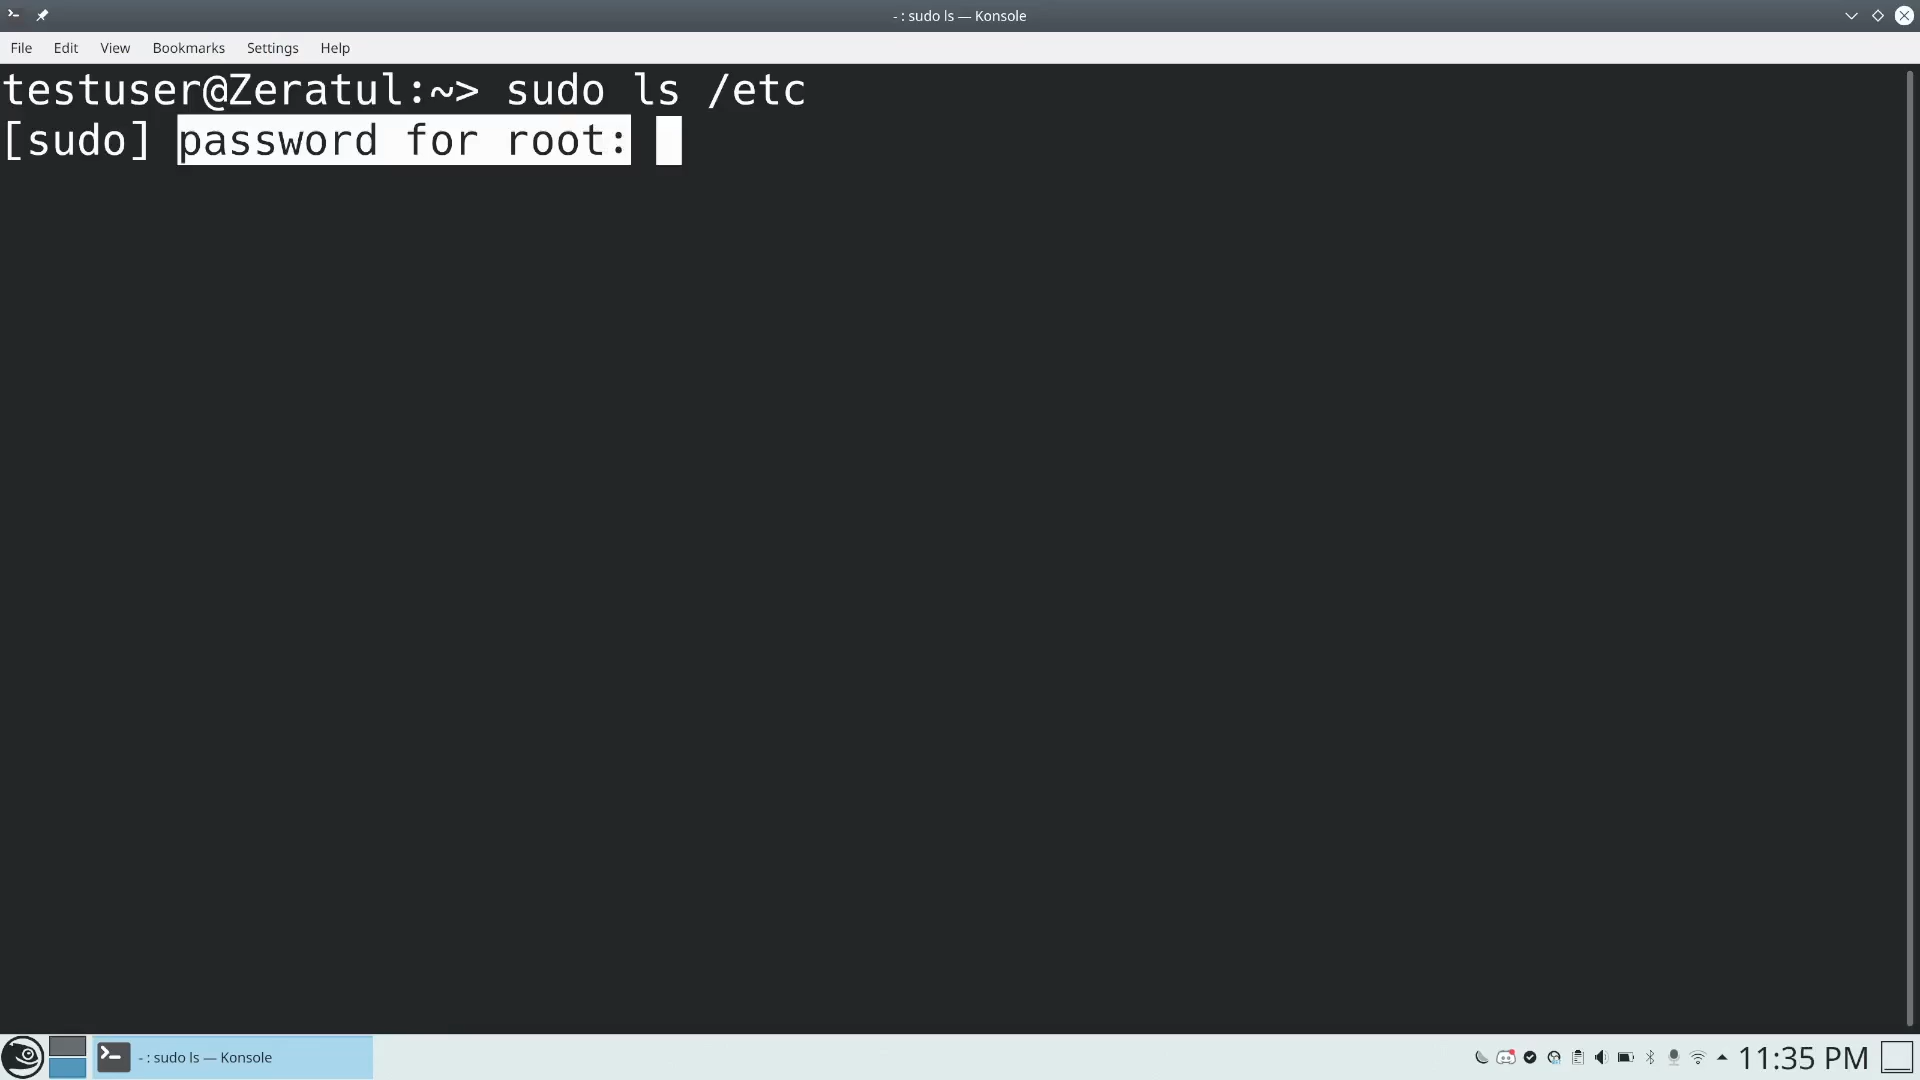 - : sudo ls — Konsole
File Edit View Bookmarks Settings Help
testuser@Zeratul:~> sudo ls /etc
[sudo] password for root:
- : sudo ls — Konsole
11:35 PM